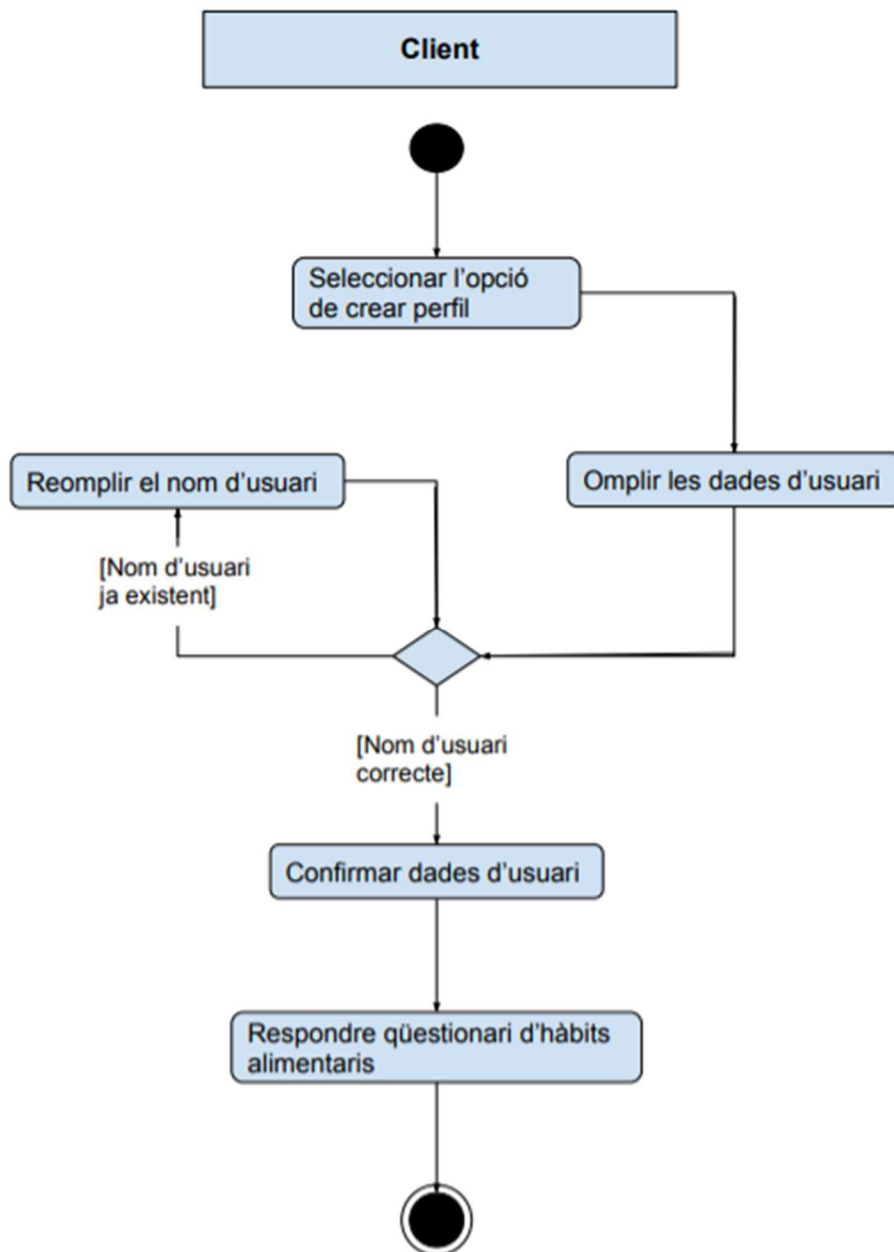 Client
Seleccionar l'opció
de crear perfil
Reomplir el nom d'usuari
Omplir les dades d'usuari
[Nom d'usuari
ja existent]
[Nom d'usuari
correcte]
Confirmar dades d'usuari
Respondre qüestionari d'hàbits
alimentaris